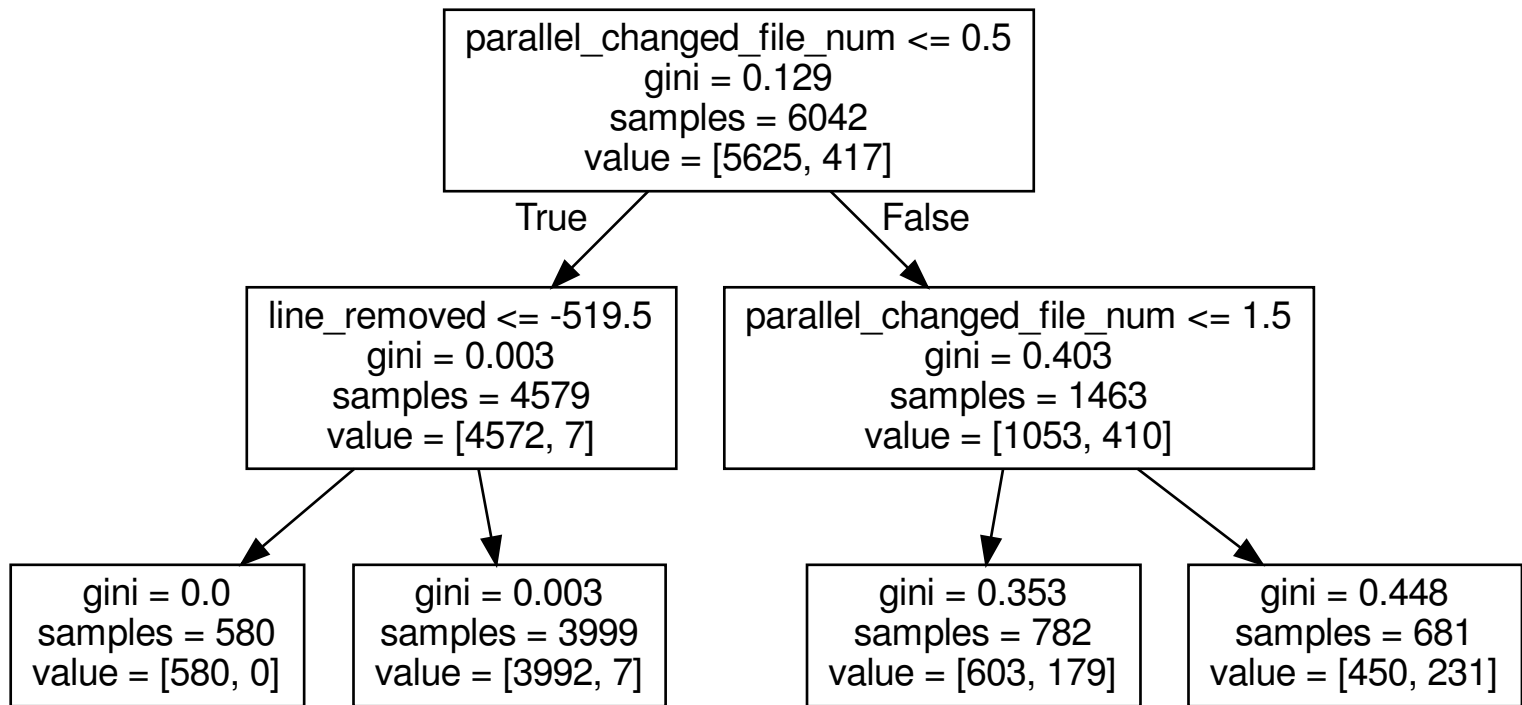 parallel_changed_file_num <= 0.5
gini = 0.129
samples = 6042
value = [5625, 417]
True
False
line_removed <= -519.5
gini = 0.003
samples = 4579
value = [4572, 7]
parallel_changed_file_num <= 1.5
gini = 0.403
samples = 1463
value = [1053, 410]
gini = 0.0
samples = 580
value = [580, 0]
gini = 0.003
samples = 3999
value = [3992, 7]
gini = 0.353
samples = 782
value = [603, 179]
gini = 0.448
samples = 681
value = [450, 231]